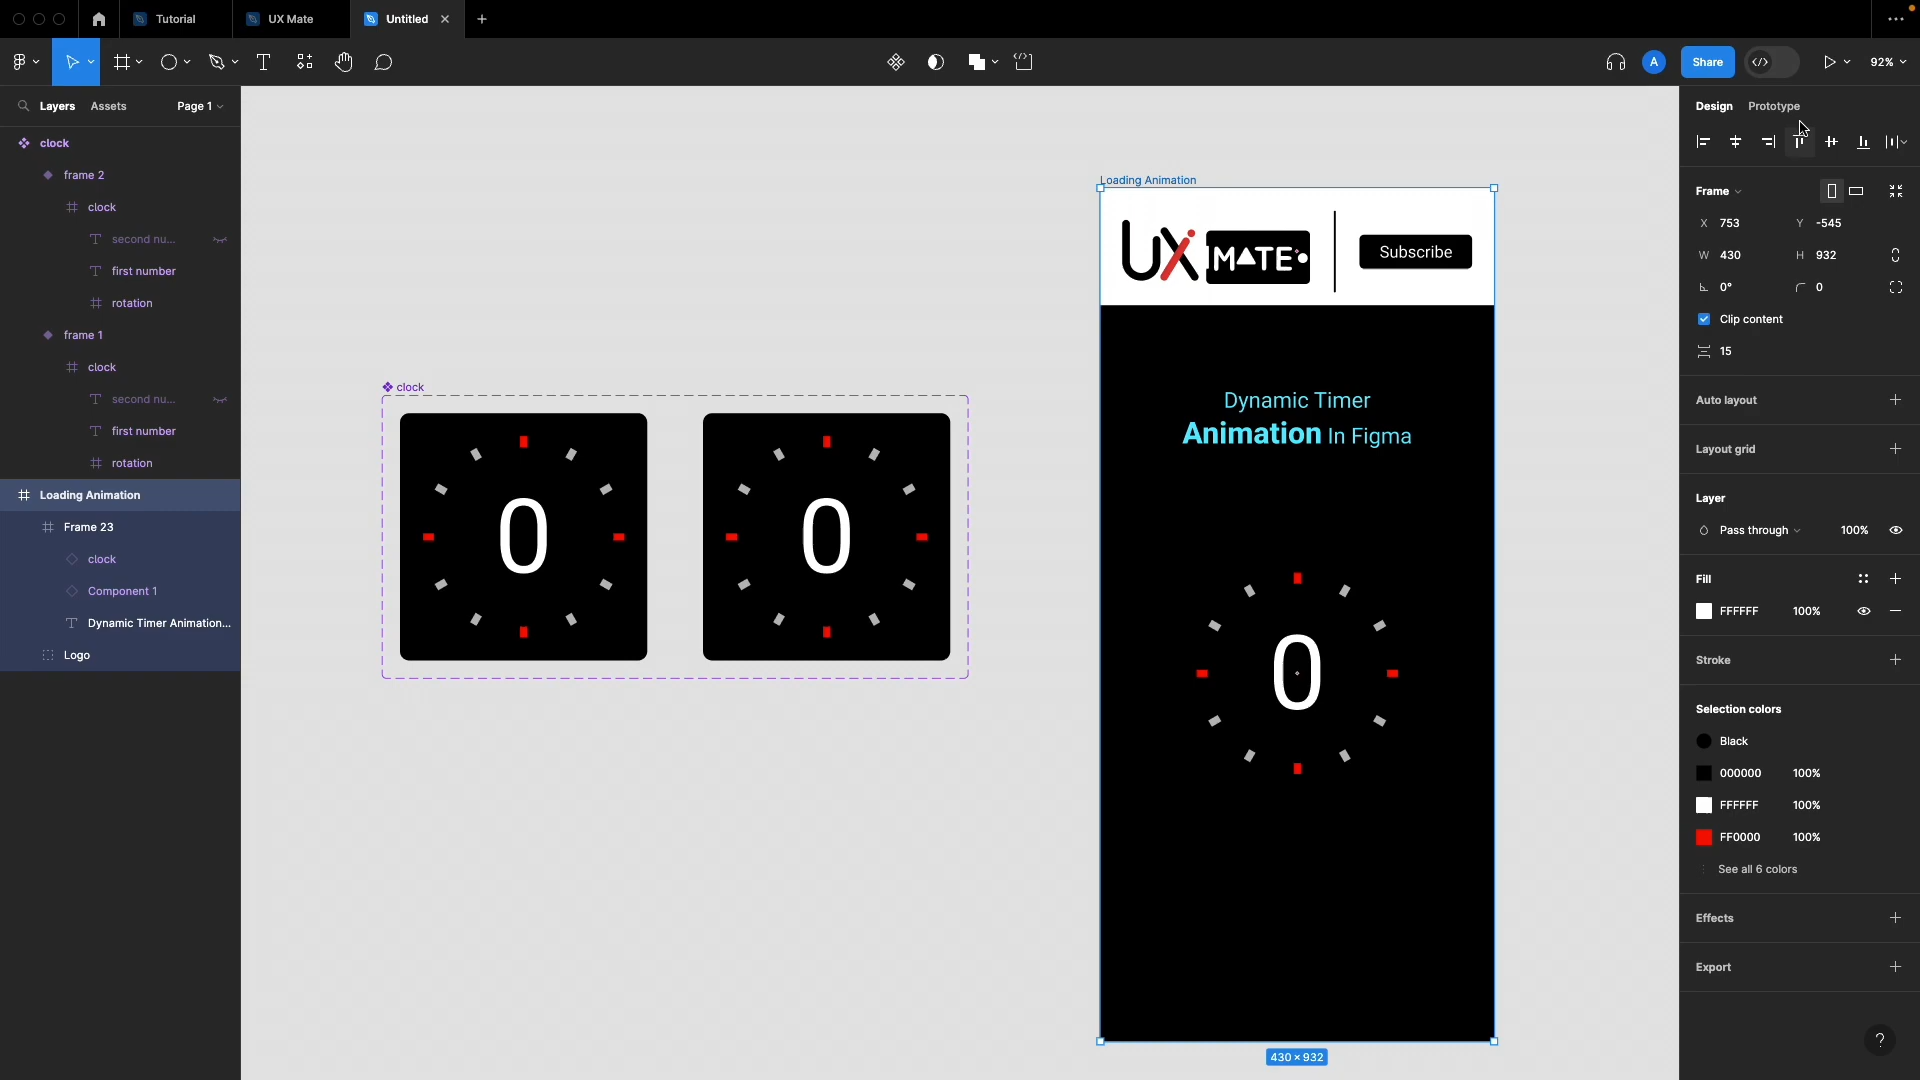 Tutorial
UX Mate
Untitled
A
Share
92%
Layers
Assets
Page 1
clock
frame 2
clock
second nu...
first number
rotation
frame 1
clock
second nu...
first number
rotation
Loading Animation
Frame 23
clock
Component 1
Dynamic Timer Animation...
Logo
clock
0
0
Loading Animation
UX MATE
Subscribe
Dynamic Timer
Animation In Figma
0
430 × 932
Design
Prototype
Frame
X 753
Y -545
W 430
H 932
0°
0
Clip content
15
Auto layout
Layout grid
Layer
Pass through
100%
Fill
FFFFFF 100%
Stroke
Selection colors
Black
000000 100%
FFFFFF 100%
FF0000 100%
See all 6 colors
Effects
Export
?